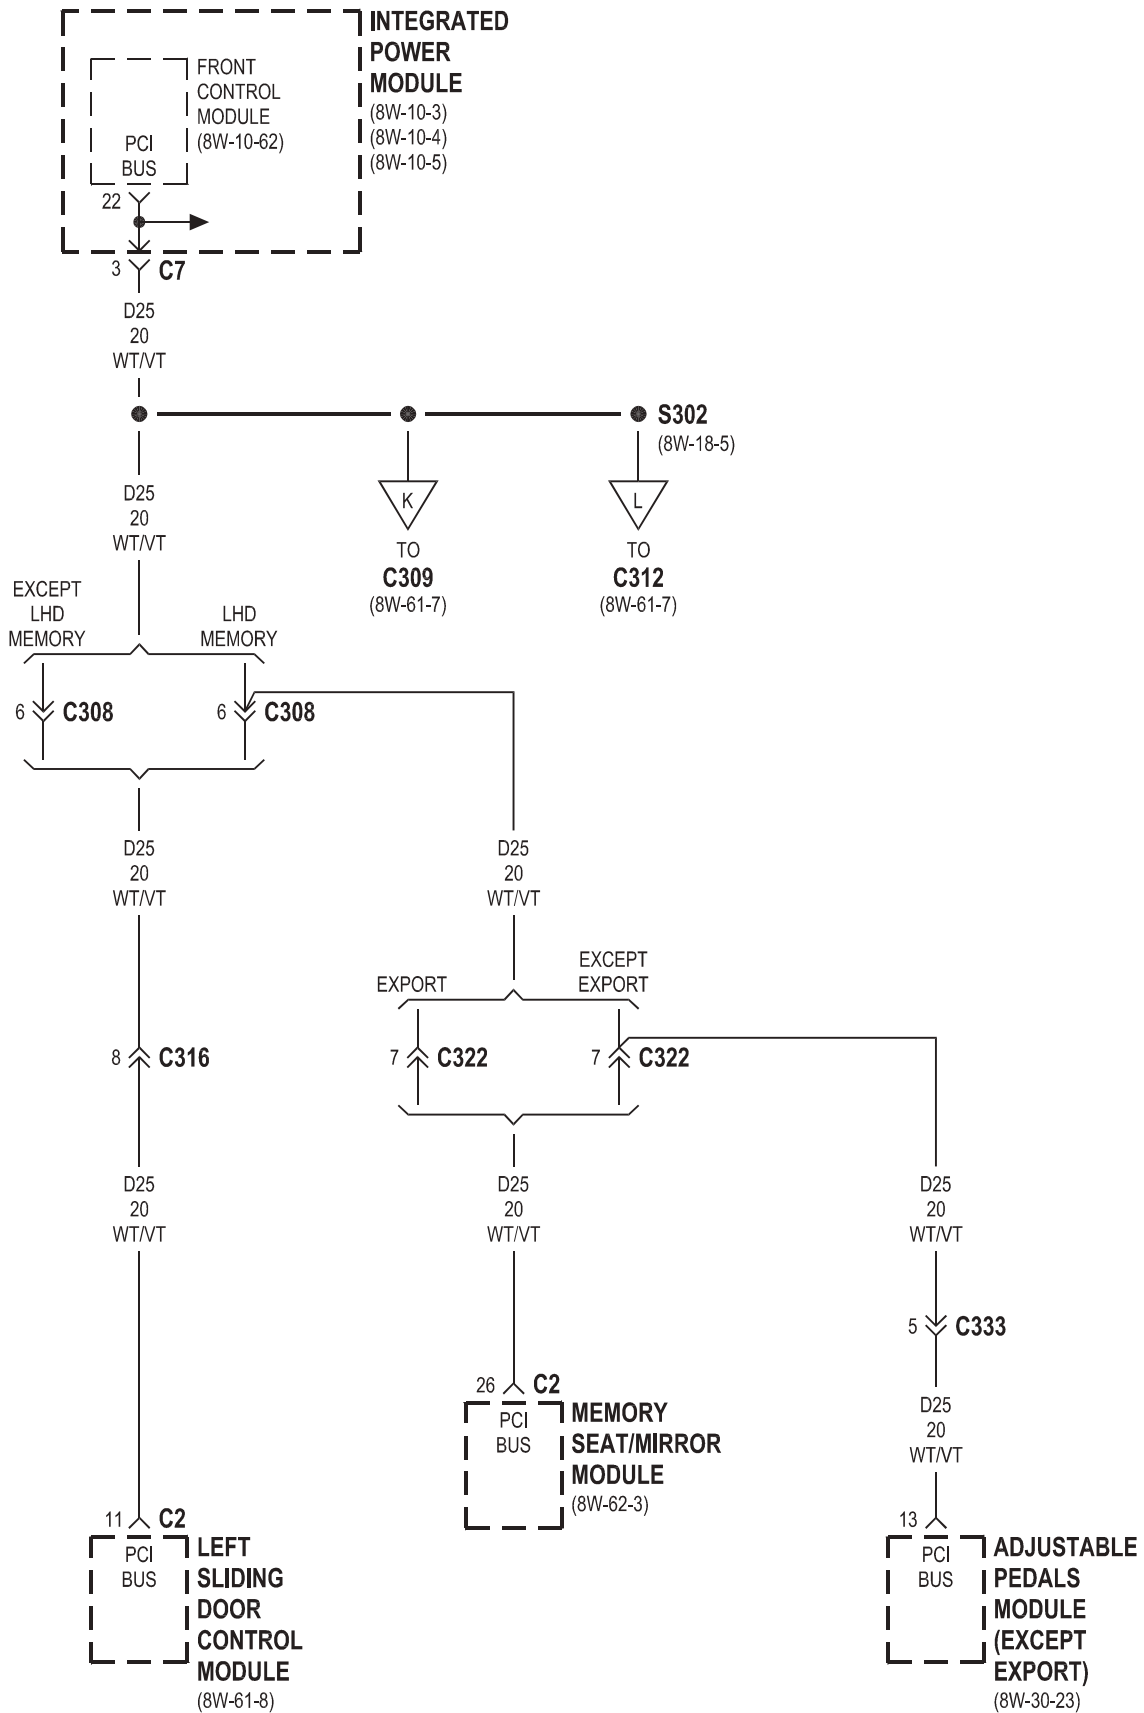 INTEGRATED
POWER
MODULE
(8W-10-3)
(8W-10-4)
(8W-10-5)
FRONT
CONTROL
MODULE
(8W-10-62)
PCI
BUS
22
3 C7
D25
20
WT/VT
S302
(8W-18-5)
D25
20
WT/VT
K
TO
C309
(8W-61-7)
L
TO
C312
(8W-61-7)
EXCEPT
LHD
MEMORY
LHD
MEMORY
6 C308
6 C308
D25
20
WT/VT
D25
20
WT/VT
EXPORT
EXCEPT
EXPORT
8 C316
7 C322
7 C322
D25
20
WT/VT
D25
20
WT/VT
D25
20
WT/VT
5 C333
26 C2
PCI
BUS
MEMORY
SEAT/MIRROR
MODULE
(8W-62-3)
D25
20
WT/VT
11 C2
PCI
BUS
LEFT
SLIDING
DOOR
CONTROL
MODULE
(8W-61-8)
13
PCI
BUS
ADJUSTABLE
PEDALS
MODULE
(EXCEPT
EXPORT)
(8W-30-23)